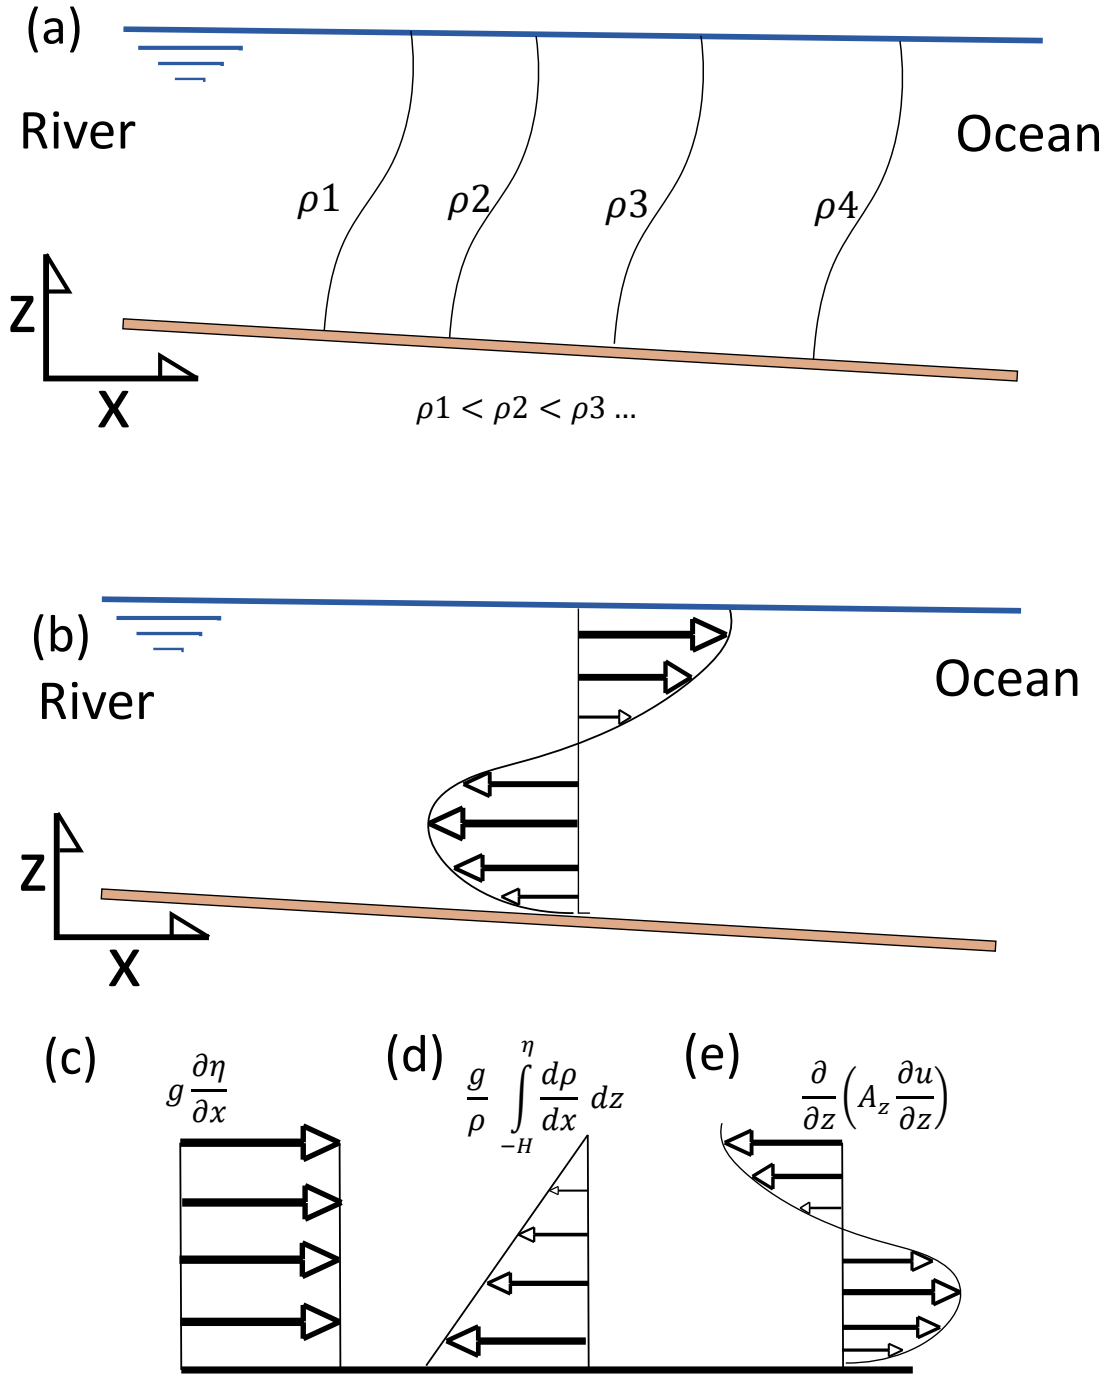 (a)
River
Ocean
ρ1 ρ2 ρ3 ρ4
Z
X
ρ1 < ρ2 < ρ3 ...
(b)
River
Ocean
Z
X
(c) (d) (e)
g ∂η/∂x
g/ρ ∫_{-H}^{η} dρ/dx dz
∂/∂z (A_z ∂u/∂z)